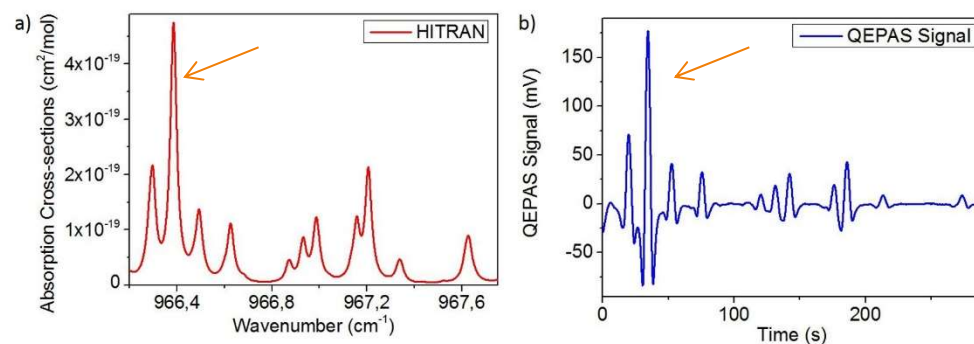 a)
HITRAN
Absorption Cross-sections (cm²/mol)
4x10⁻¹⁹
3x10⁻¹⁹
2x10⁻¹⁹
1x10⁻¹⁹
0
966,4 966,8 967,2 967,6
Wavenumber (cm⁻¹)
b)
QEPAS Signal
QEPAS Signal (mV)
150
100
50
0
-50
0 100 200
Time (s)